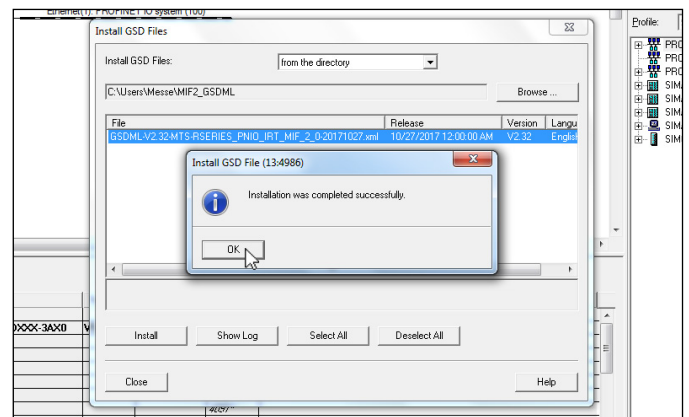 Ethernet(1): PROFINET IO system (100)
Profile:
Install GSD Files
PRO
PRO
PRO
SIMA
SIMA
SIMA
SIMA
SIM
Install GSD Files:
from the directory
C:\Users\Messe\MIF2_GSDML
Browse ...
File
Release
Version
Langu
GSDML-V2.32-MTS-RSERIES_PNIO_IRT_MIF_2_0-20171027.xml
10/27/2017 12:00:00 AM
V2.32
English
Install GSD File (13:4986)
Installation was completed successfully.
OK
0XXX-3AX0
V
Install
Show Log
Select All
Deselect All
Close
Help
4097*